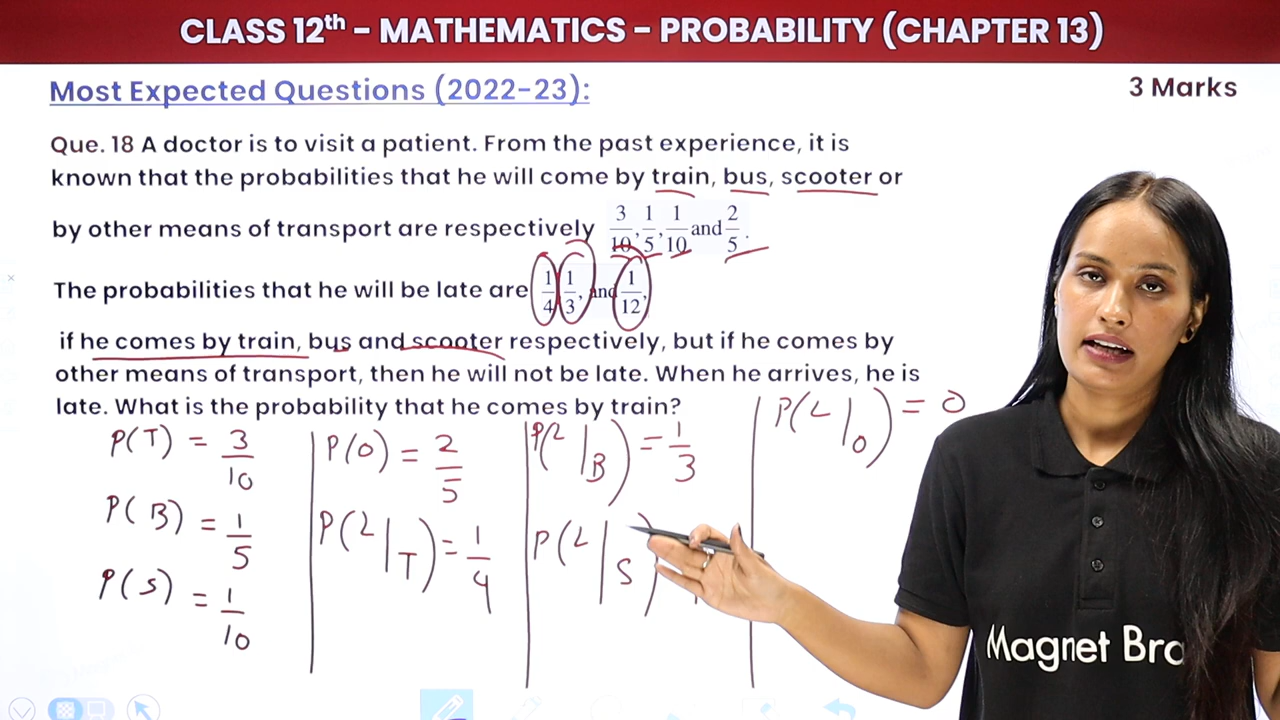 CLASS 12th – MATHEMATICS – PROBABILITY (CHAPTER 13)
Most Expected Questions (2022-23):
3 Marks
Que. 18 A doctor is to visit a patient. From the past experience, it is
known that the probabilities that he will come by train, bus, scooter or
by other means of transport are respectively 3/10, 1/5, 1/10 and 2/5.
The probabilities that he will be late are 1/4, 1/3, and 1/12,
if he comes by train, bus and scooter respectively, but if he comes by
other means of transport, then he will not be late. When he arrives, he is
late. What is the probability that he comes by train?
P(T) = 3/10
P(B) = 1/5
P(S) = 1/10
P(O) = 2/5
P(L|T) = 1/4
P(L|B) = 1/3
P(L|S)
P(L|O) = 0
Magnet Bra